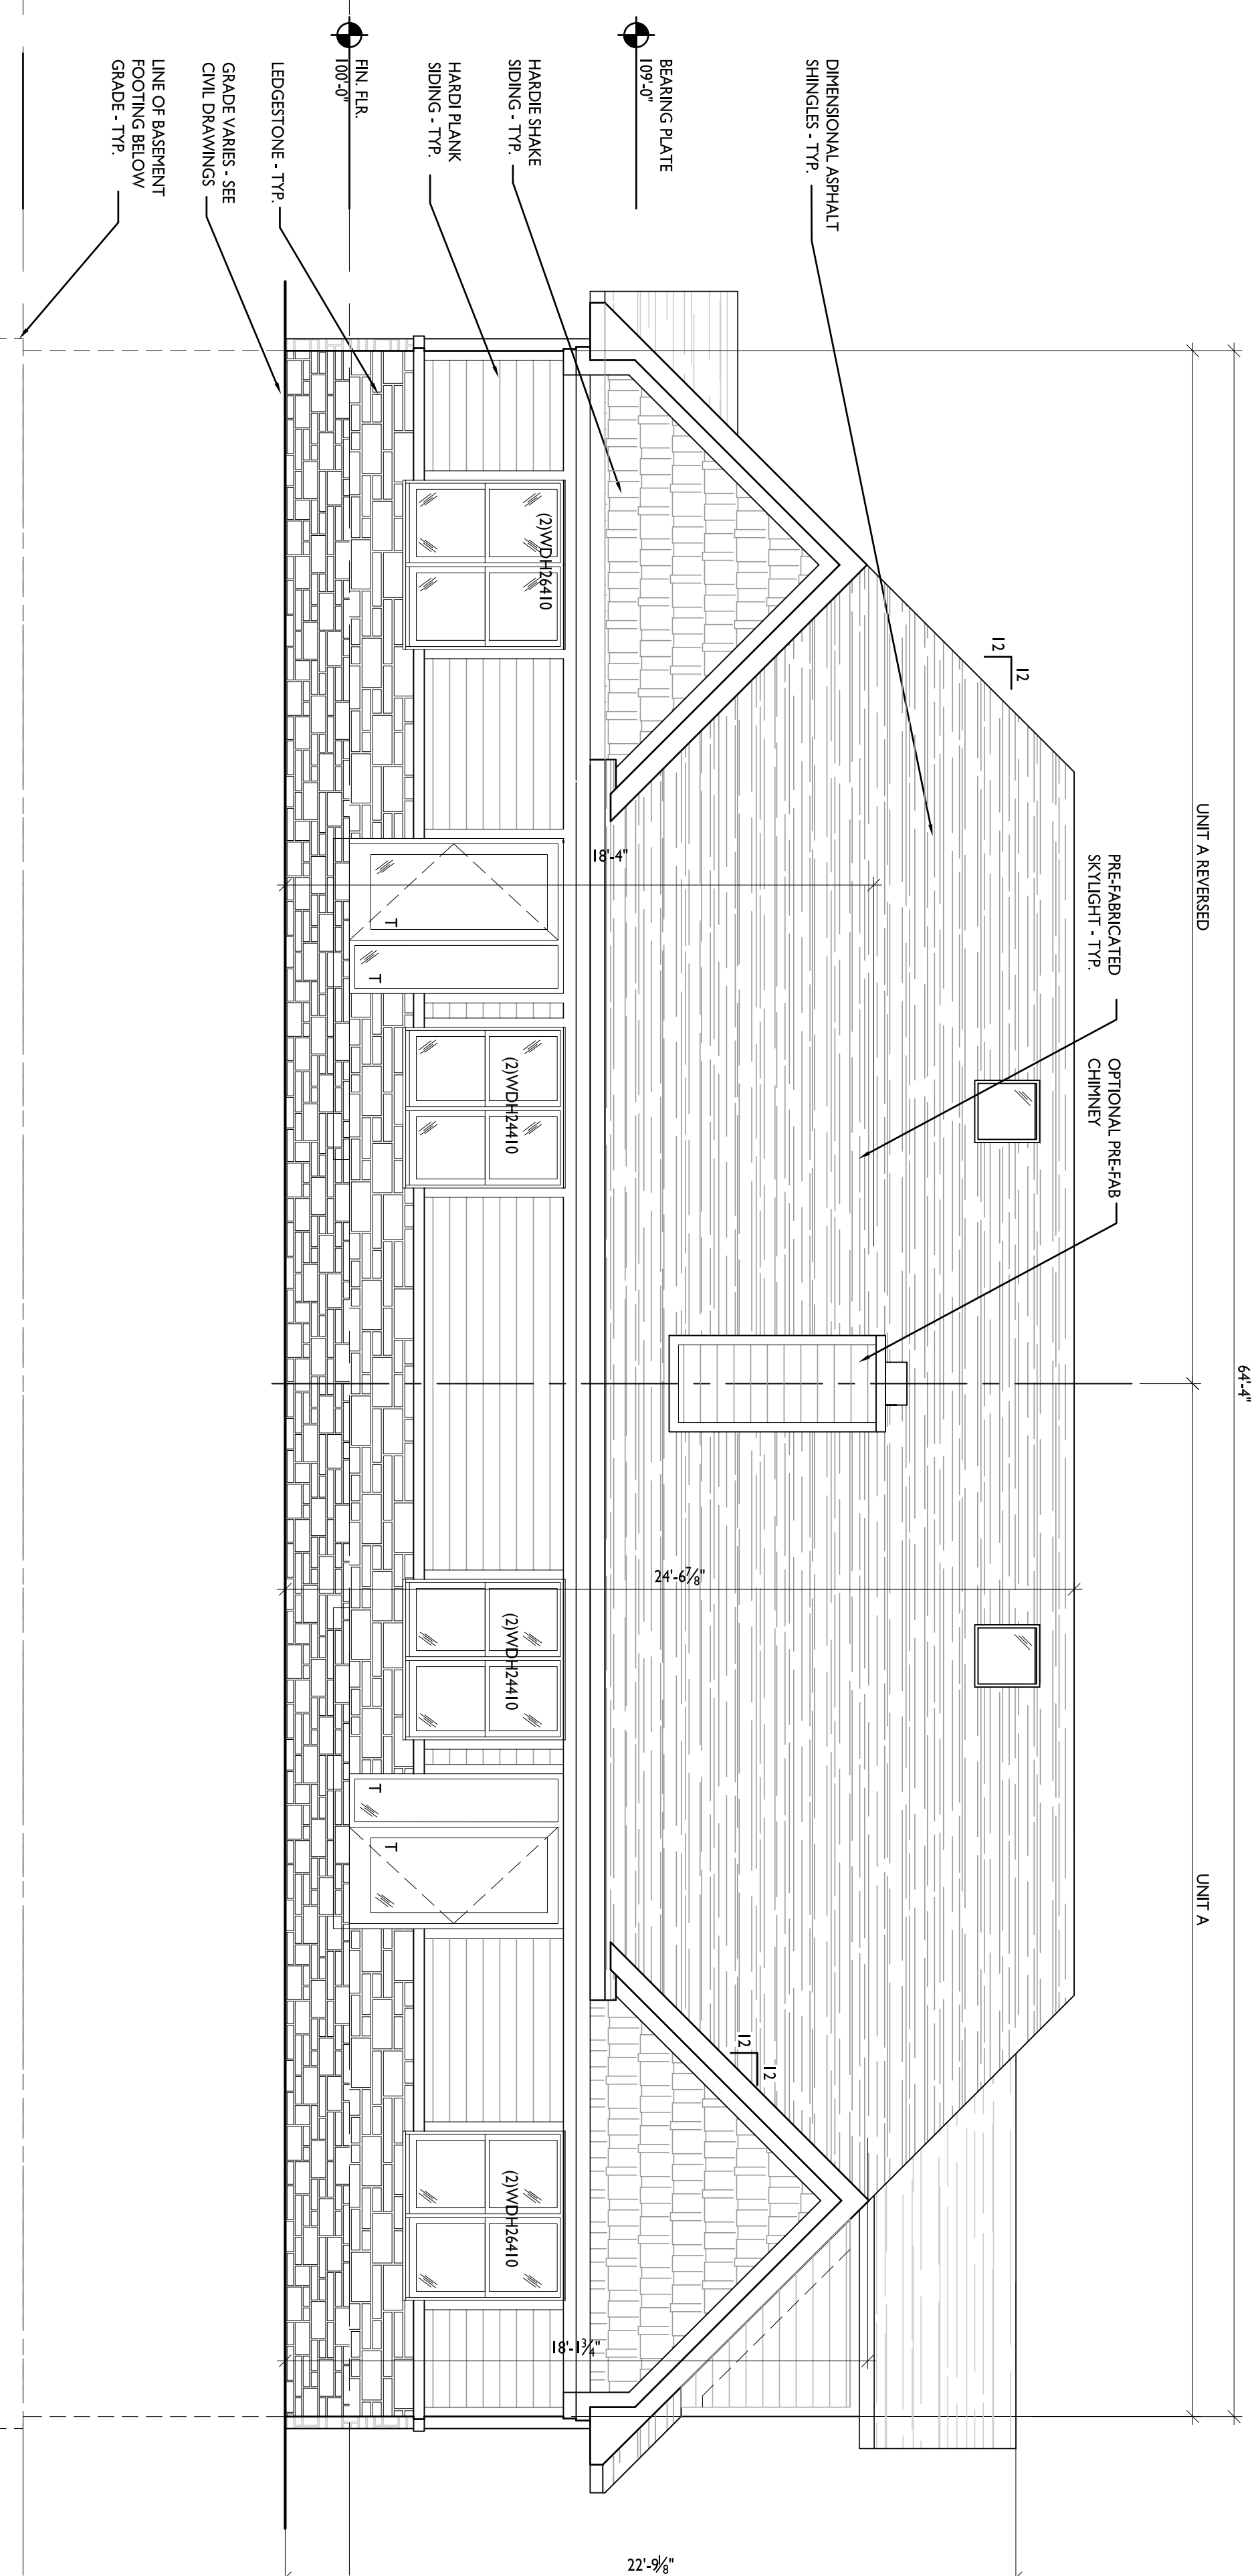 64'-4"
UNIT A REVERSED
UNIT A
PRE-FABRICATED
SKYLIGHT - TYP.
OPTIONAL PRE-FAB
CHIMNEY
12
12
DIMENSIONAL ASPHALT
SHINGLES - TYP.
12
12
BEARING PLATE
109'-0"
18'-4"
24'-6⅞"
22'-9⅛"
18'-1¾"
HARDIE SHAKE
SIDING - TYP.
HARDI PLANK
SIDING - TYP.
(2)WDH26410
(2)WDH24410
(2)WDH24410
(2)WDH26410
T
T
T
T
FIN. FLR.
100'-0"
LEDGESTONE - TYP.
GRADE VARIES - SEE
CIVIL DRAWINGS
LINE OF BASEMENT
FOOTING BELOW
GRADE - TYP.